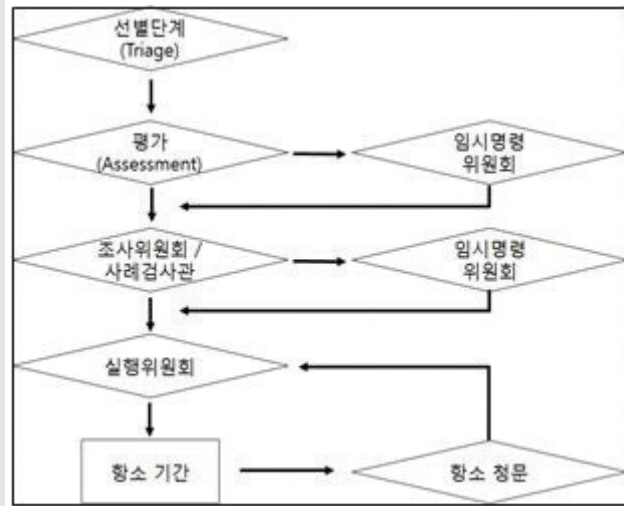 선별단계
(Triage)
평가
(Assessment)
임시명령
위원회
조사위원회 /
사례검사관
임시명령
위원회
실행위원회
항소 기간
항소 청문